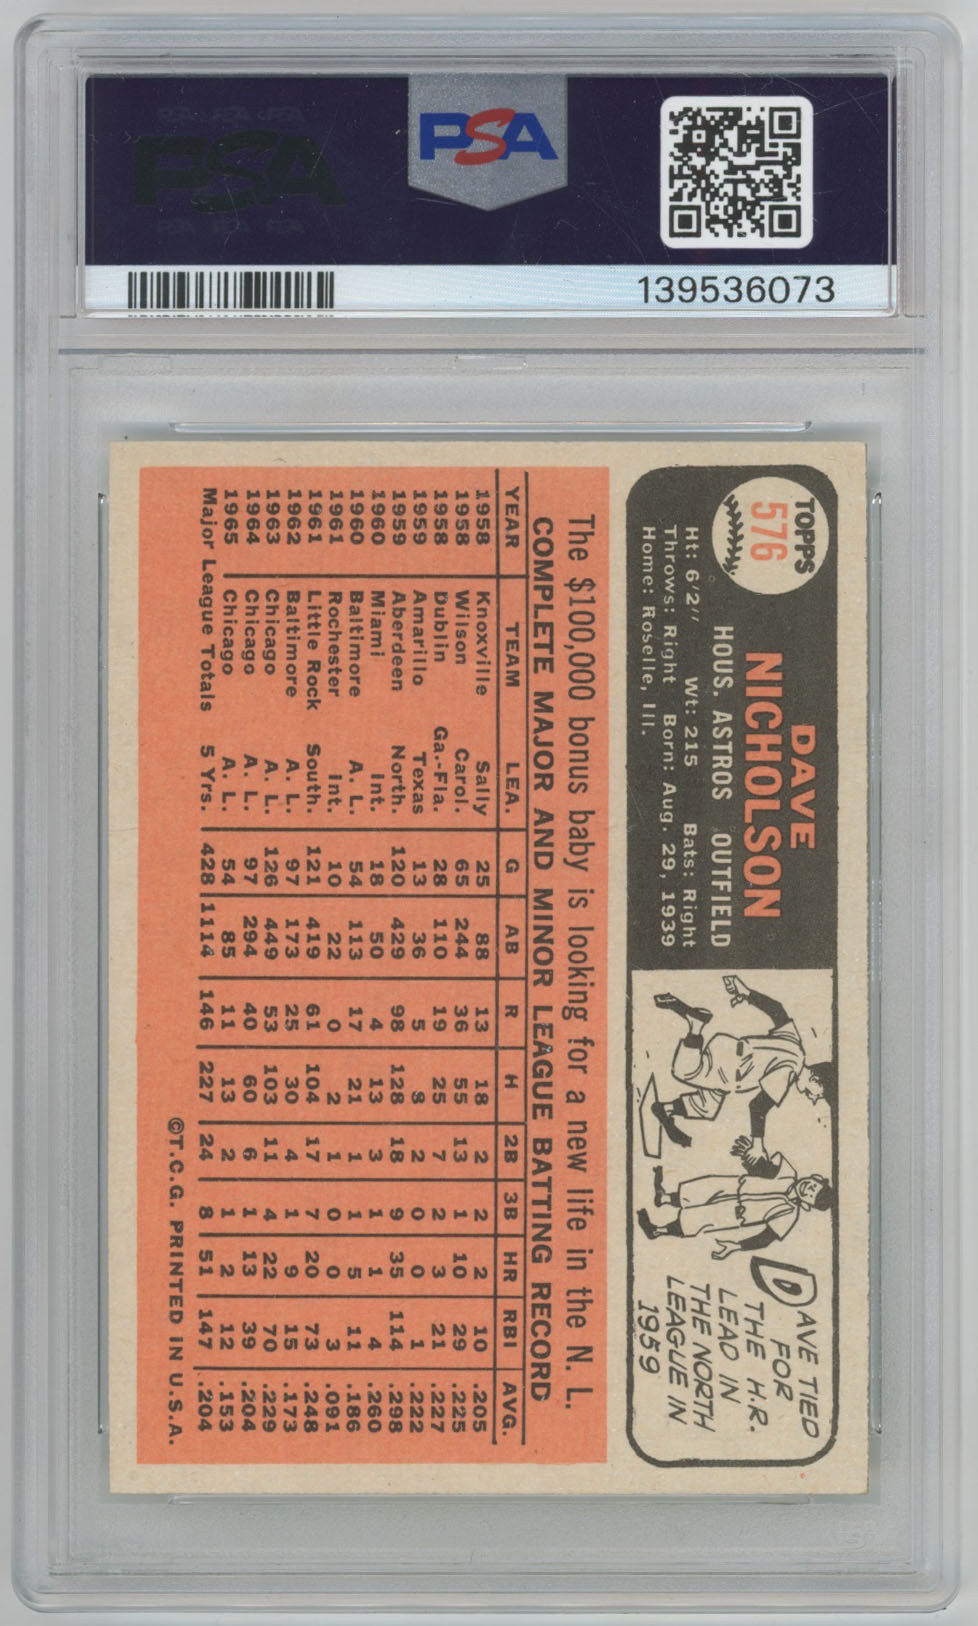 PSA
PSA PSA PSA
PSA
PSA PSA PSA
139536073
TOPPS
576
DAVE
NICHOLSON
HOUS. ASTROS OUTFIELD
Ht: 6'2" Wt: 215 Bats: Right
Throws: Right Born: Aug. 29, 1939
Home: Roselle, Ill.
DAVE TIED
FOR
THE H.R.
LEAD IN
THE NORTH
LEAGUE IN
1959
The $100,000 bonus baby is looking for a new life in the N. L.
COMPLETE MAJOR AND MINOR LEAGUE BATTING RECORD
YEAR TEAM LEA. G AB R H 2B 3B HR RBI AVG.
1958 Knoxville Sally 25 88 13 18 2 2 2 10 .205
1958 Wilson Carol. 65 244 36 55 13 1 10 29 .225
1958 Dublin Ga.-Fla. 28 110 19 25 7 2 3 21 .227
1959 Amarillo Texas 13 36 5 8 2 0 0 1 .222
1959 Aberdeen North. 120 429 98 128 18 9 35 114 .298
1960 Miami Int. 18 50 4 13 3 1 1 4 .260
1960 Baltimore A. L. 54 113 17 21 1 1 5 11 .186
1961 Rochester Int. 10 22 0 2 1 0 0 3 .091
1961 Little Rock South. 121 419 61 104 17 7 20 73 .248
1962 Baltimore A. L. 97 173 25 30 4 1 9 15 .173
1963 Chicago A. L. 126 449 53 103 11 4 22 70 .229
1964 Chicago A. L. 97 294 40 60 6 1 13 39 .204
1965 Chicago A. L. 54 85 11 13 2 1 2 12 .153
Major League Totals 5 Yrs. 428 1114 146 227 24 8 51 147 .204
©T.C.G. PRINTED IN U.S.A.